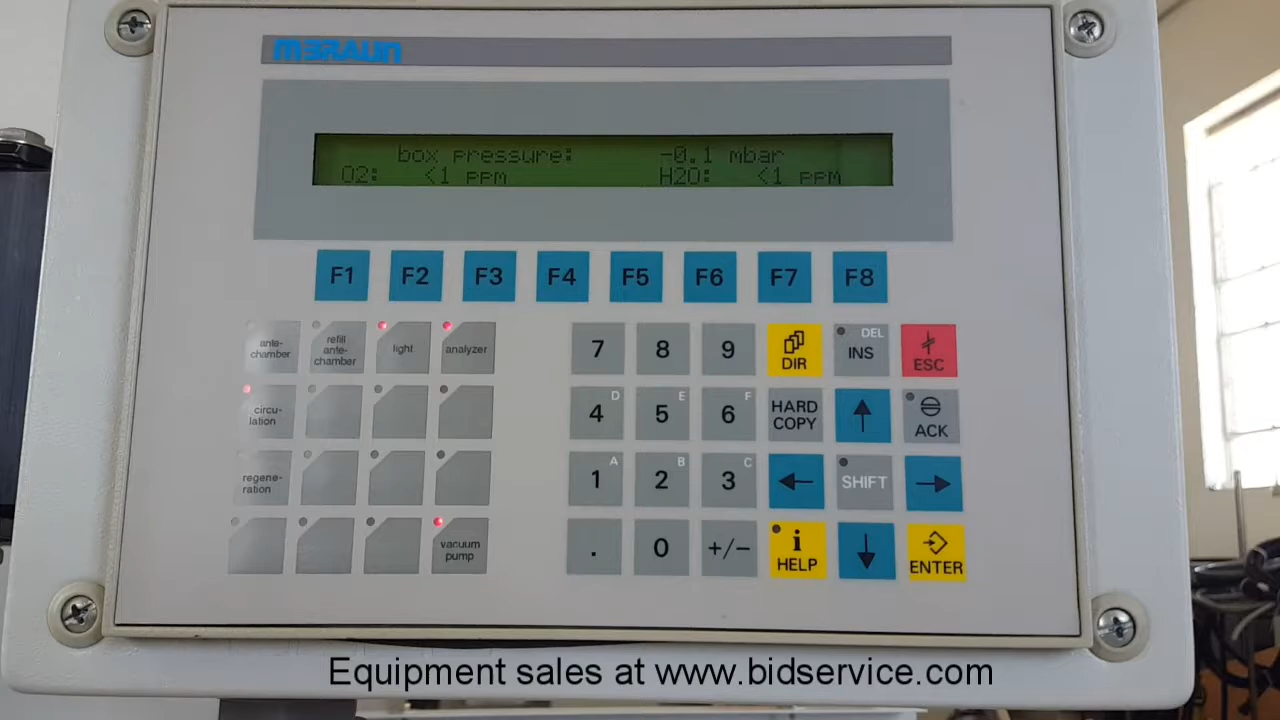 MBRAUN
box pressure: -0.1 mbar
O2: <1 ppm H2O: <1 ppm
F1 F2 F3 F4 F5 F6 F7 F8
ante-
chamber
refill
ante-
chamber
light
analyzer
7 8 9
DIR
DEL
INS
ESC
circu-
lation
D
4
E
5
F
6
HARD
COPY
ACK
regene-
ration
A
1
B
2
C
3
SHIFT
vacuum
pump
. 0 +/−
i
HELP
ENTER
Equipment sales at www.bidservice.com